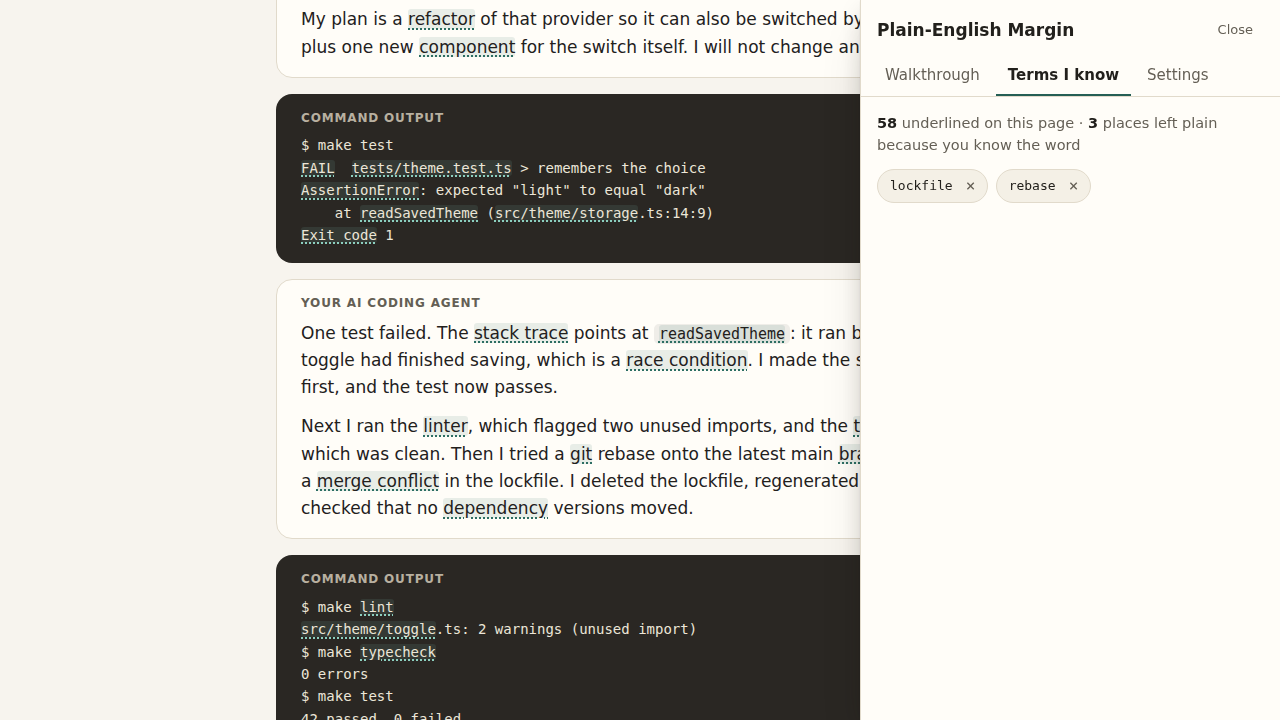 My plan is a refactor of that provider so it can also be switched by
plus one new component for the switch itself. I will not change an
COMMAND OUTPUT
$ make test
FAIL  tests/theme.test.ts > remembers the choice
AssertionError: expected "light" to equal "dark"
    at readSavedTheme (src/theme/storage.ts:14:9)
Exit code 1
YOUR AI CODING AGENT
One test failed. The stack trace points at readSavedTheme: it ran b
toggle had finished saving, which is a race condition. I made the s
first, and the test now passes.
Next I ran the linter, which flagged two unused imports, and the t
which was clean. Then I tried a git rebase onto the latest main bra
a merge conflict in the lockfile. I deleted the lockfile, regenerated
checked that no dependency versions moved.
COMMAND OUTPUT
$ make lint
src/theme/toggle.ts: 2 warnings (unused import)
$ make typecheck
0 errors
$ make test
42 passed, 0 failed
Plain-English Margin
Close
Walkthrough Terms I know Settings
58 underlined on this page · 3 places left plain
because you know the word
lockfile × rebase ×